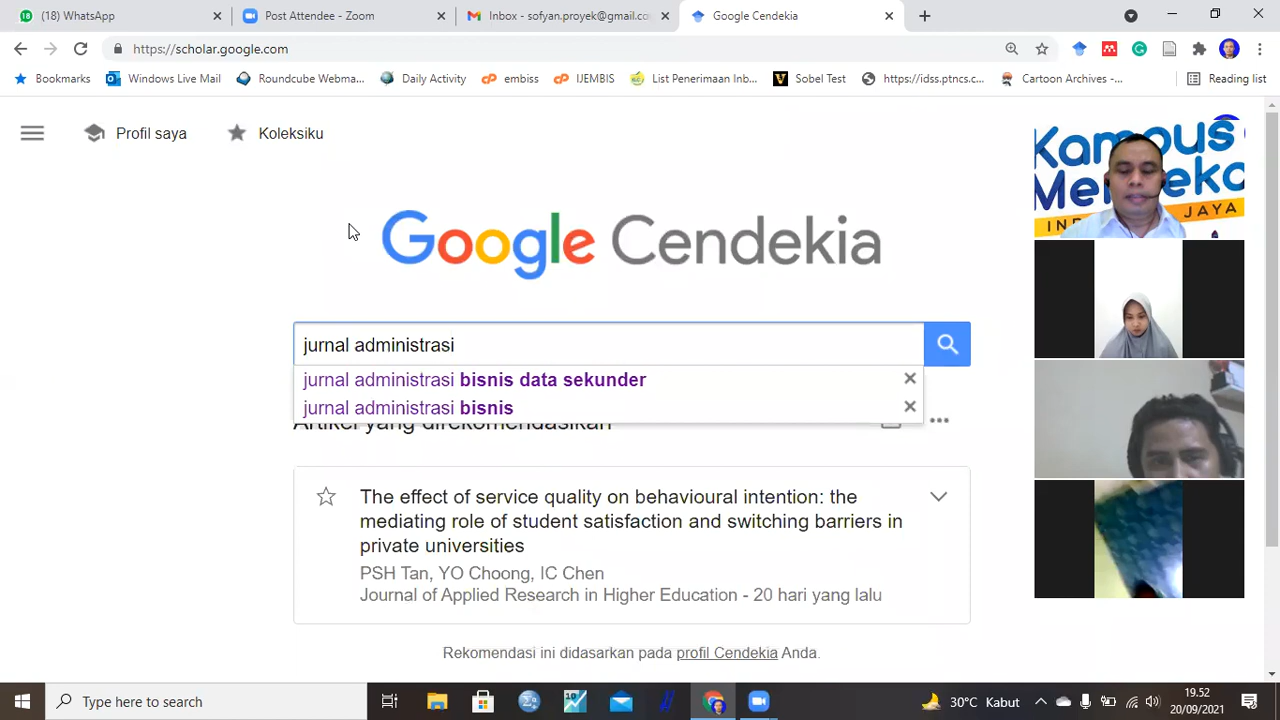 (18) WhatsApp
Post Attendee - Zoom
Inbox - sofyan.proyek@gmail.co
Google Cendekia
https://scholar.google.com
Bookmarks
Windows Live Mail
Roundcube Webma...
Daily Activity
embiss
IJEMBIS
List Penerimaan Inb...
Sobel Test
https://idss.ptncs.c...
Cartoon Archives -...
Reading list
Profil saya
Koleksiku
Google Cendekia
jurnal administrasi
jurnal administrasi bisnis data sekunder
jurnal administrasi bisnis
Artikel yang direkomendasikan
The effect of service quality on behavioural intention: the
mediating role of student satisfaction and switching barriers in
private universities
PSH Tan, YO Choong, IC Chen
Journal of Applied Research in Higher Education - 20 hari yang lalu
Rekomendasi ini didasarkan pada profil Cendekia Anda.
Kampus
JAYA
Type here to search
30°C Kabut
19.52
20/09/2021